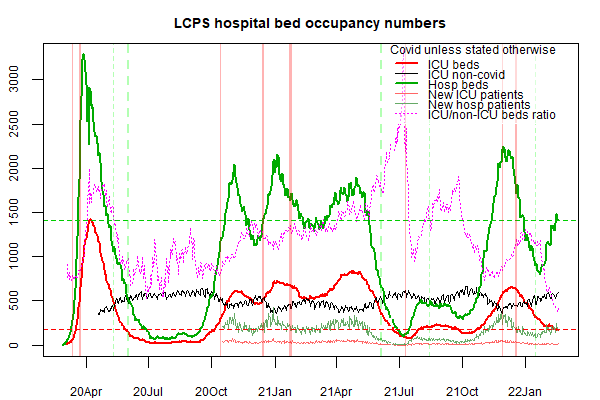 LCPS hospital bed occupancy numbers
Covid unless stated otherwise
ICU beds
ICU non-covid
Hosp beds
New ICU patients
New hosp patients
ICU/non-ICU beds ratio
3000
2500
2000
1500
1000
500
0
20Apr 20Jul 20Oct 21Jan 21Apr 21Jul 21Oct 22Jan